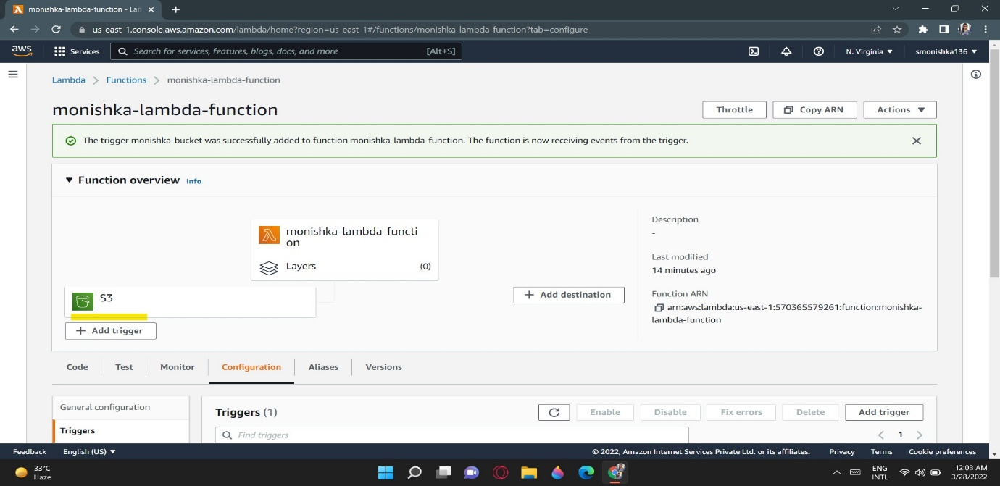 monishka-lambda-function - Lam
us-east-1.console.aws.amazon.com/lambda/home?region=us-east-1#/functions/monishka-lambda-function?tab=configure
aws
Services
Search for services, features, blogs, docs, and more
[Alt+S]
N. Virginia
smonishka136
Lambda
Functions
monishka-lambda-function
monishka-lambda-function
Throttle
Copy ARN
Actions
The trigger monishka-bucket was successfully added to function monishka-lambda-function. The function is now receiving events from the trigger.
Function overview
Info
monishka-lambda-functi
on
Layers
(0)
S3
Add trigger
Add destination
Description
-
Last modified
14 minutes ago
Function ARN
arn:aws:lambda:us-east-1:570365579261:function:monishka-
lambda-function
Code
Test
Monitor
Configuration
Aliases
Versions
General configuration
Triggers
Triggers (1)
Enable
Disable
Fix errors
Delete
Add trigger
Find triggers
1
Feedback
English (US)
© 2022, Amazon Internet Services Private Ltd. or its affiliates.
Privacy
Terms
Cookie preferences
33°C
Haze
ENG
INTL
12:03 AM
3/28/2022